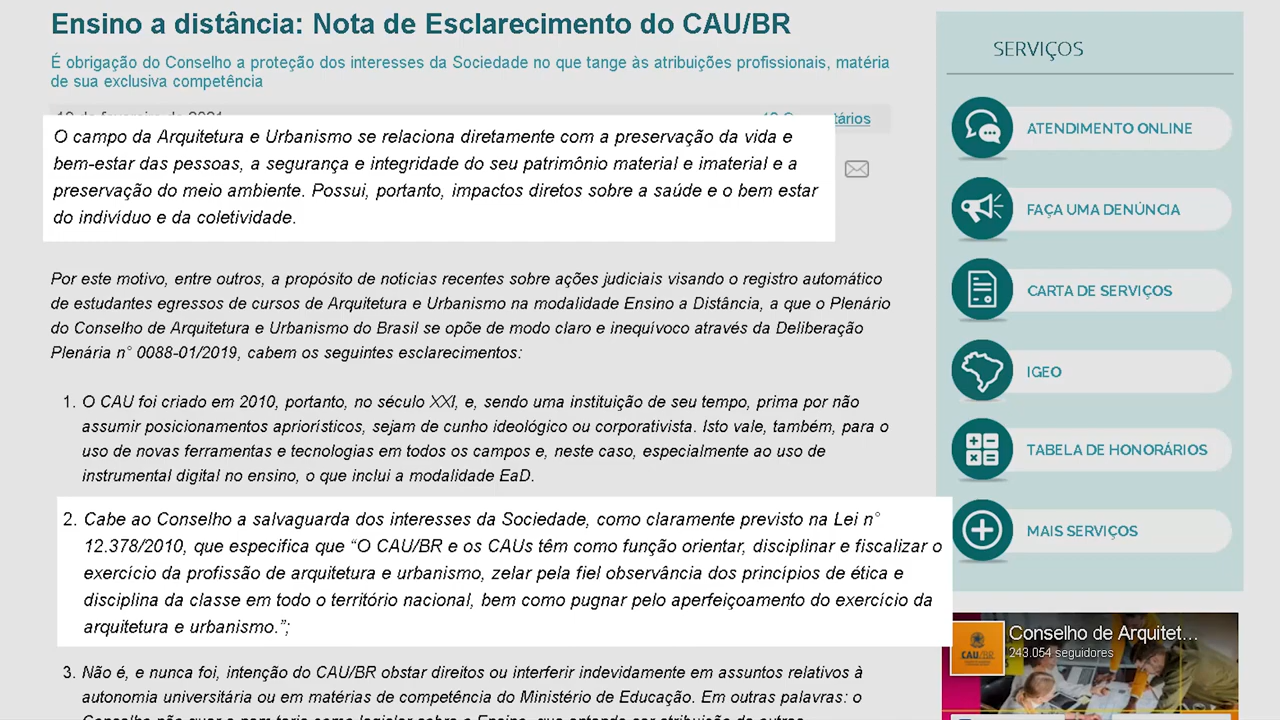 Ensino a distância: Nota de Esclarecimento do CAU/BR
É obrigação do Conselho a proteção dos interesses da Sociedade no que tange às atribuições profissionais, matéria
de sua exclusiva competência
de fevereiro de 2021
O campo da Arquitetura e Urbanismo se relaciona diretamente com a preservação da vida e
bem-estar das pessoas, a segurança e integridade do seu patrimônio material e imaterial e a
preservação do meio ambiente. Possui, portanto, impactos diretos sobre a saúde e o bem estar
do indivíduo e da coletividade.
Por este motivo, entre outros, a propósito de notícias recentes sobre ações judiciais visando o registro automático
de estudantes egressos de cursos de Arquitetura e Urbanismo na modalidade Ensino a Distância, a que o Plenário
do Conselho de Arquitetura e Urbanismo do Brasil se opõe de modo claro e inequívoco através da Deliberação
Plenária n° 0088-01/2019, cabem os seguintes esclarecimentos:
1. O CAU foi criado em 2010, portanto, no século XXI, e, sendo uma instituição de seu tempo, prima por não
assumir posicionamentos apriorísticos, sejam de cunho ideológico ou corporativista. Isto vale, também, para o
uso de novas ferramentas e tecnologias em todos os campos e, neste caso, especialmente ao uso de
instrumental digital no ensino, o que inclui a modalidade EaD.
2. Cabe ao Conselho a salvaguarda dos interesses da Sociedade, como claramente previsto na Lei n°
12.378/2010, que especifica que “O CAU/BR e os CAUs têm como função orientar, disciplinar e fiscalizar o
exercício da profissão de arquitetura e urbanismo, zelar pela fiel observância dos princípios de ética e
disciplina da classe em todo o território nacional, bem como pugnar pelo aperfeiçoamento do exercício da
arquitetura e urbanismo.”;
3. Não é, e nunca foi, intenção do CAU/BR obstar direitos ou interferir indevidamente em assuntos relativos à
autonomia universitária ou em matérias de competência do Ministério de Educação. Em outras palavras: o
SERVIÇOS
ATENDIMENTO ONLINE
FAÇA UMA DENÚNCIA
CARTA DE SERVIÇOS
IGEO
TABELA DE HONORÁRIOS
MAIS SERVIÇOS
CAU/BR
Conselho de Arquitet...
243.054 seguidores